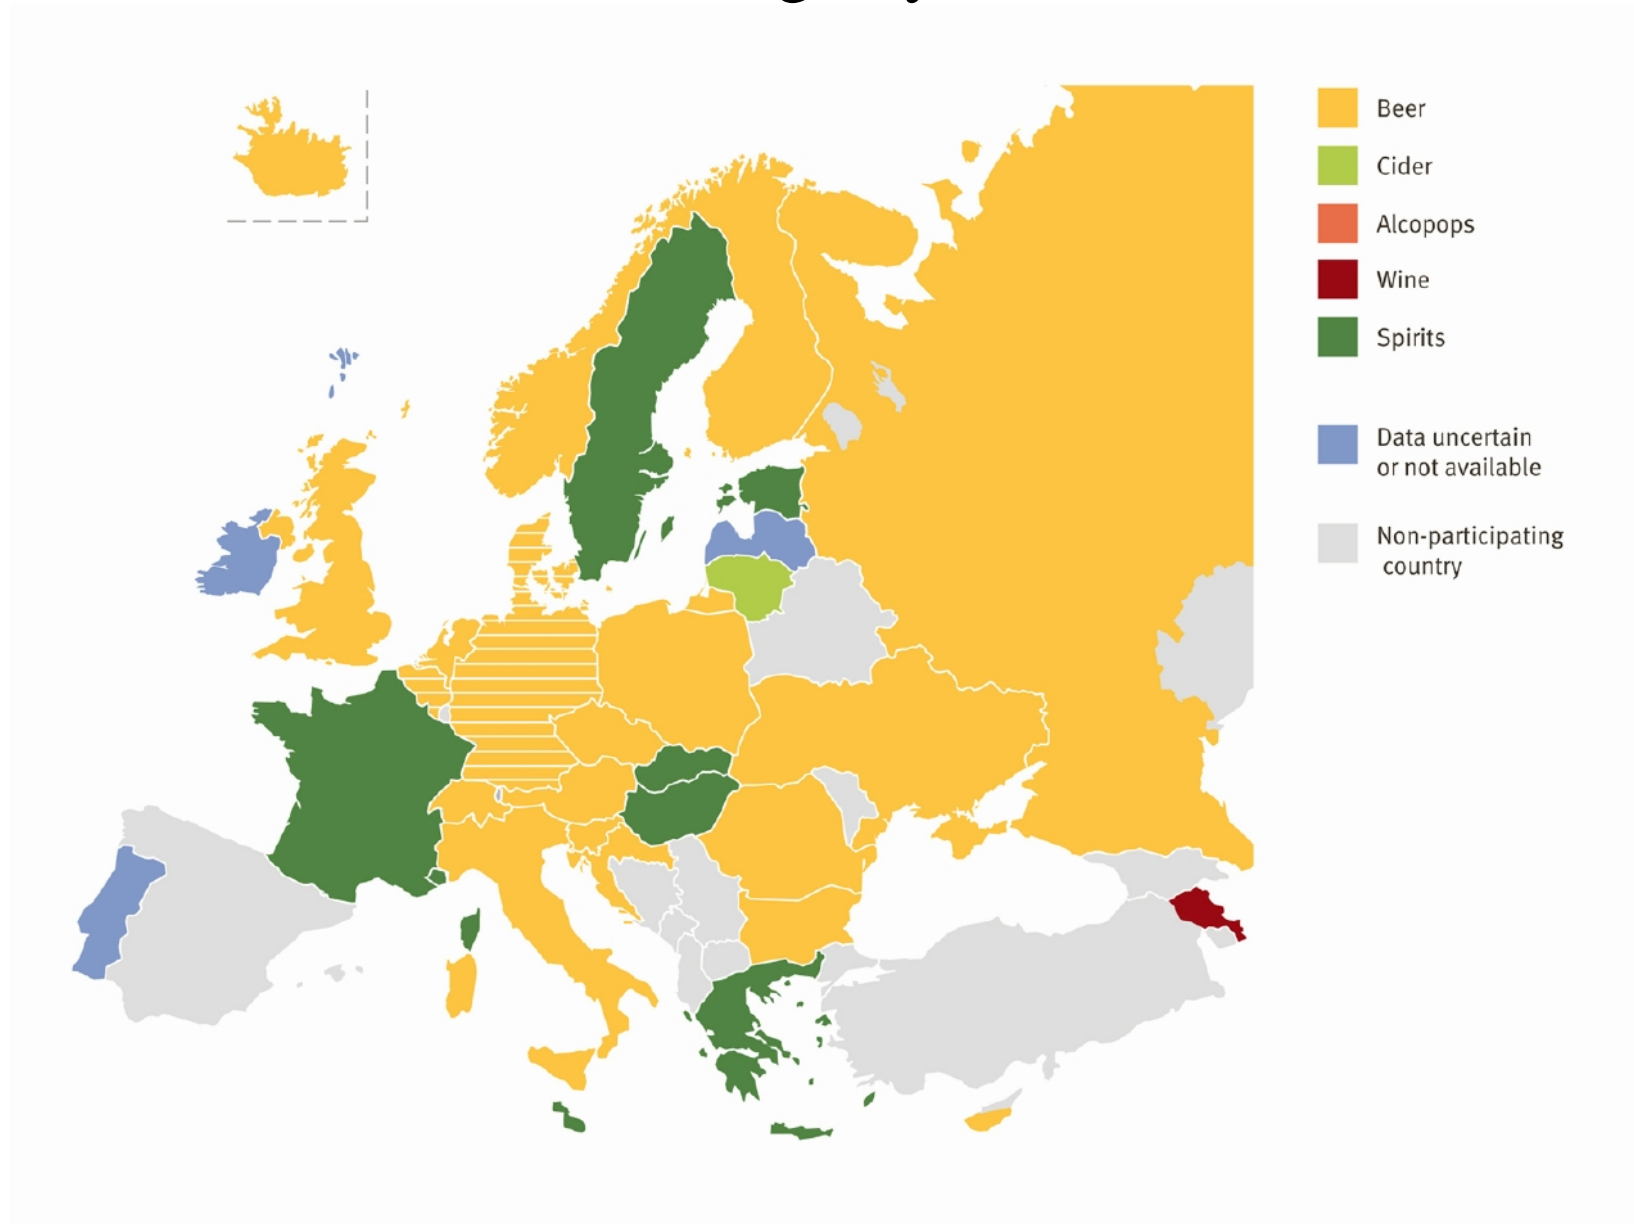 Beer
Cider
Alcopops
Wine
Spirits
Data uncertain
or not available
Non-participating
country